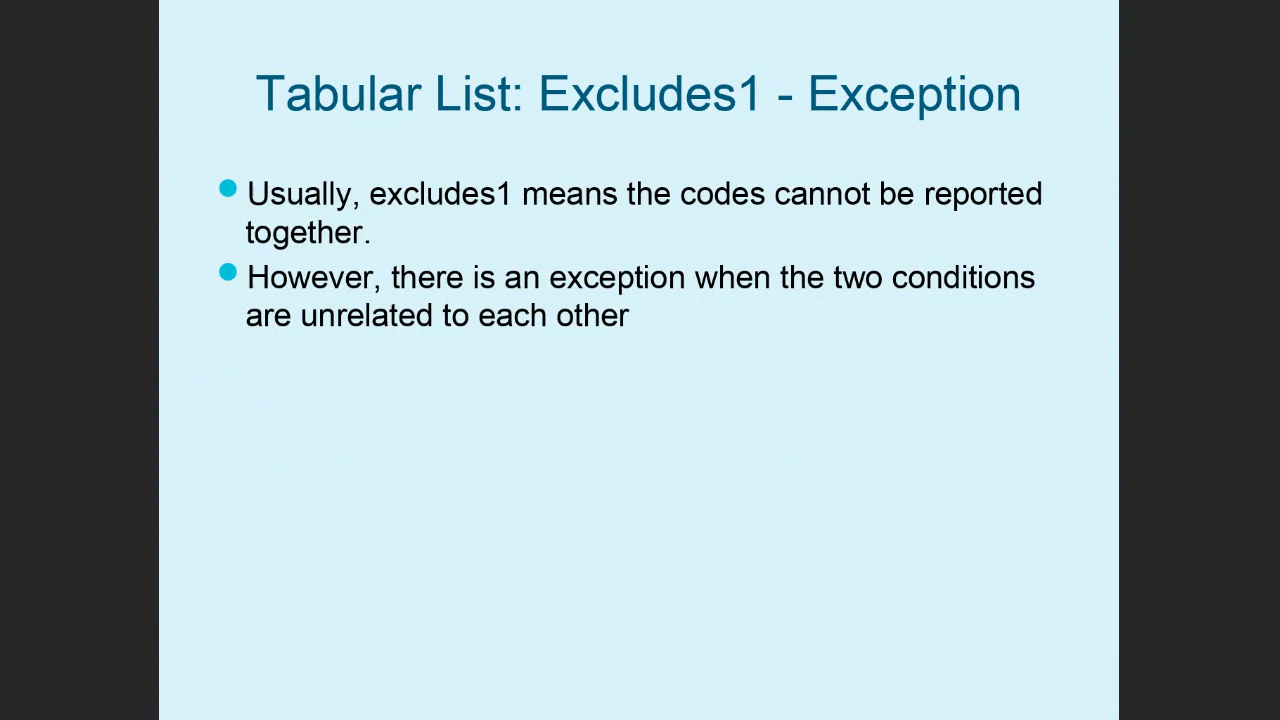 Tabular List: Excludes1 - Exception
Usually, excludes1 means the codes cannot be reported
together.
However, there is an exception when the two conditions
are unrelated to each other